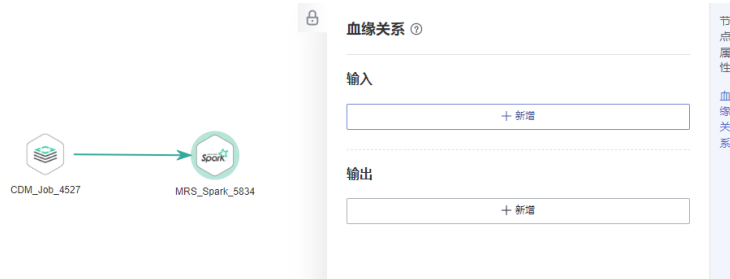 血缘关系 ?
输入
+ 新增
输出
+ 新增
Spark
CDM_Job_4527
MRS_Spark_5834
节点属性
血缘关系